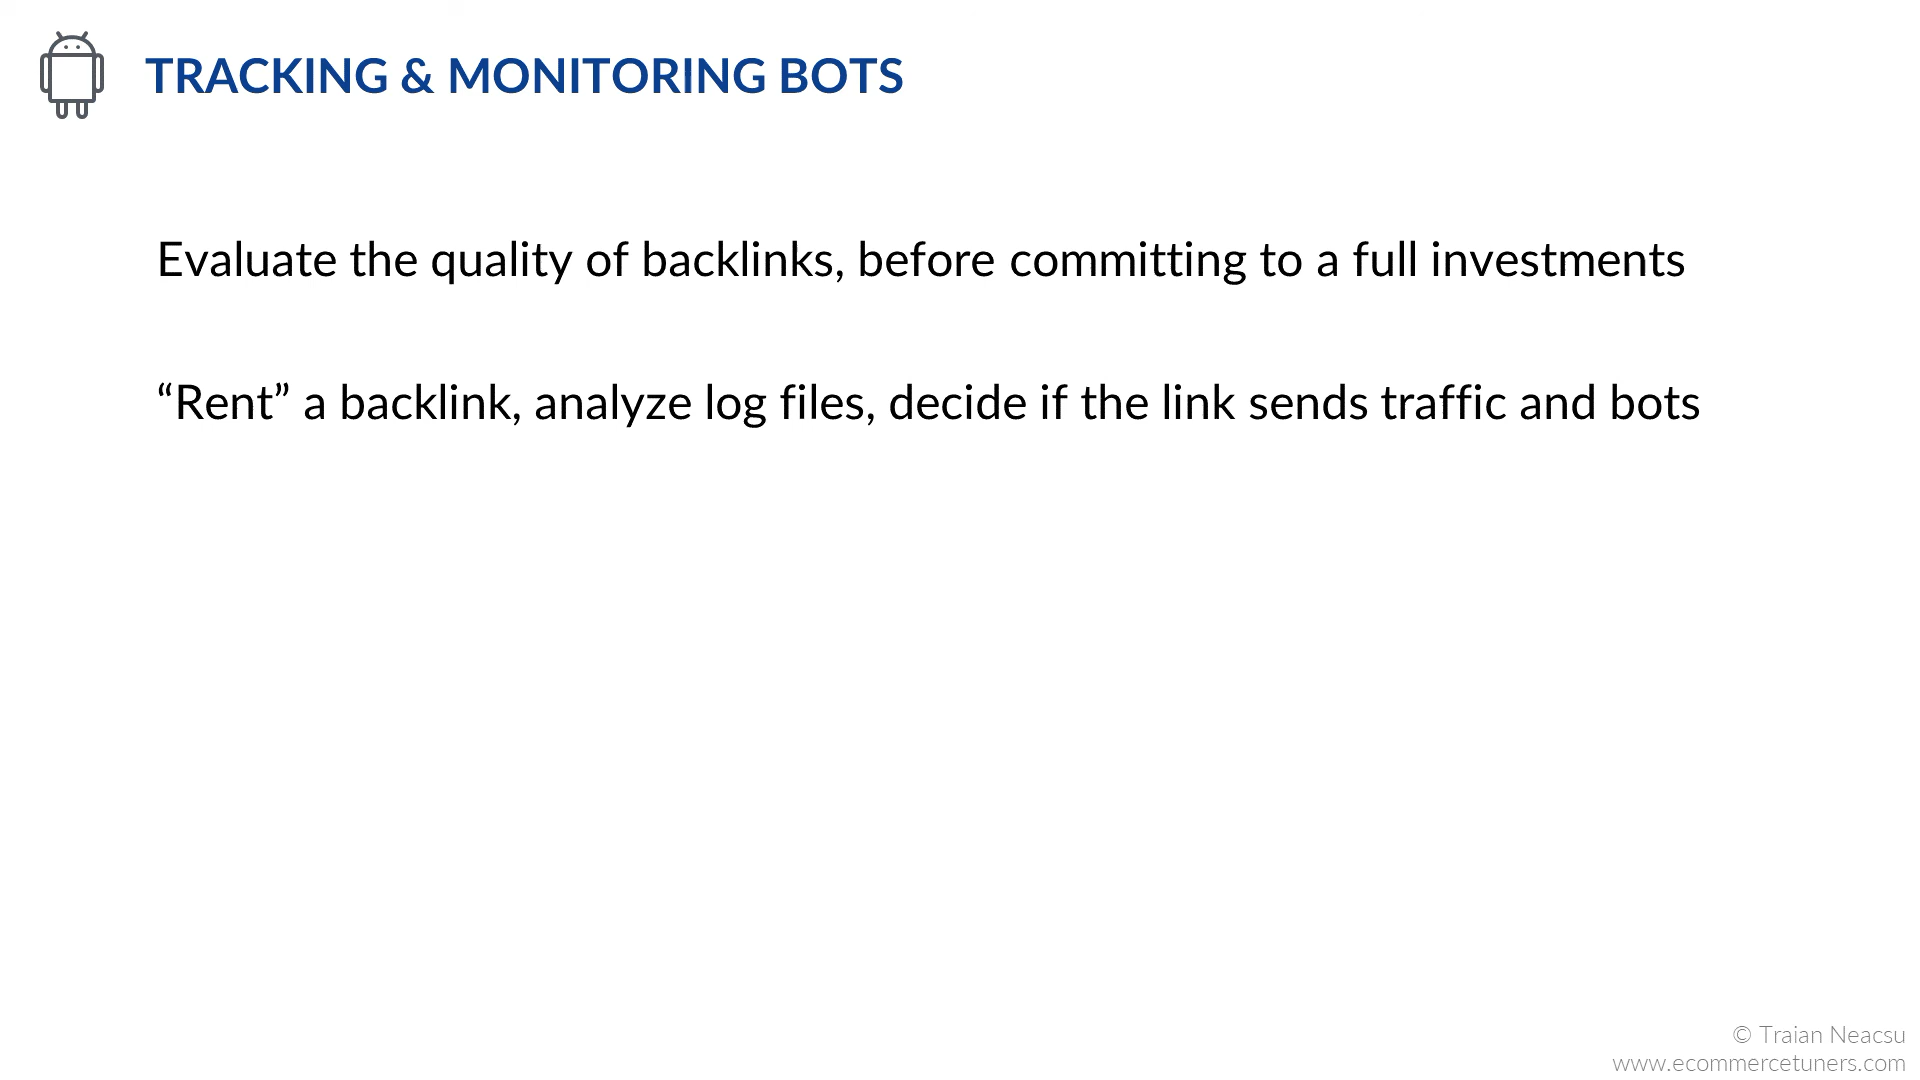 TRACKING & MONITORING BOTS
Evaluate the quality of backlinks, before committing to a full investments
“Rent” a backlink, analyze log files, decide if the link sends traffic and bots
© Traian Neacsu
www.ecommercetuners.com